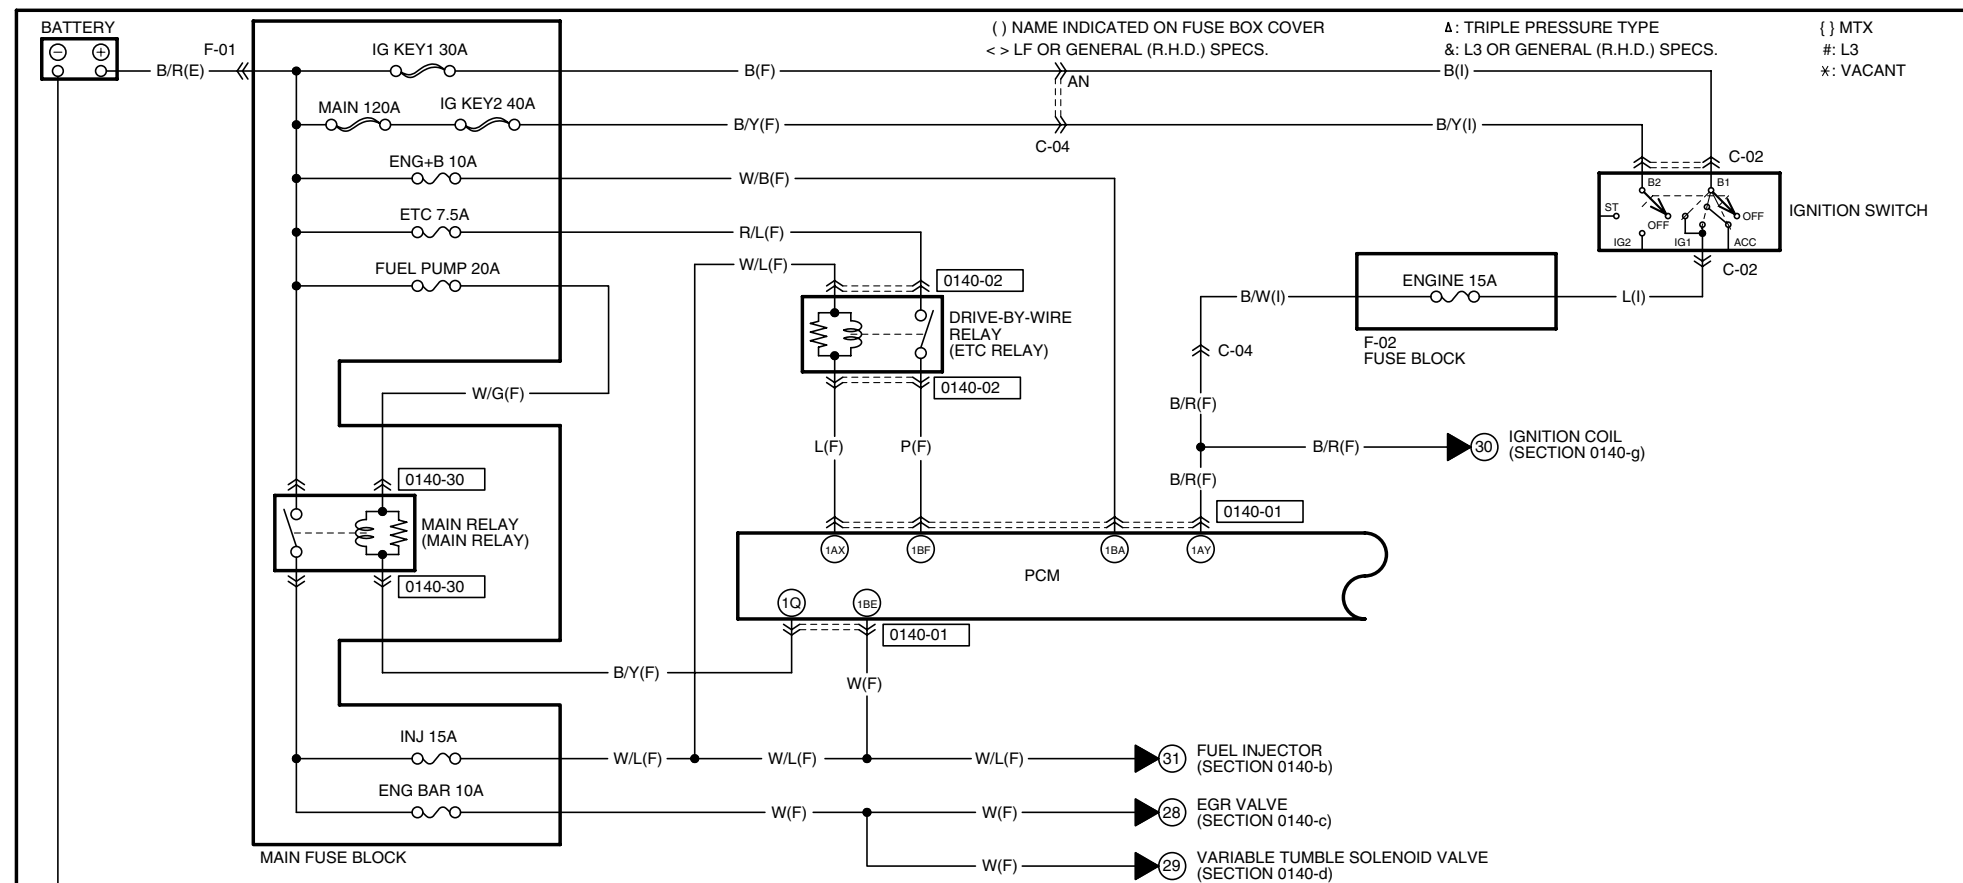 BATTERY
( ) NAME INDICATED ON FUSE BOX COVER
< > LF OR GENERAL (R.H.D.) SPECS.
Δ: TRIPLE PRESSURE TYPE
&: L3 OR GENERAL (R.H.D.) SPECS.
{ } MTX
#: L3
*: VACANT
− +
F-01
B/R(E)
IG KEY1 30A
B(F)
AN
B(I)
MAIN 120A
IG KEY2 40A
B/Y(F)
C-04
B/Y(I)
C-02
ENG+B 10A
W/B(F)
B2
B1
ST
OFF
OFF
IG2
IG1
ACC
IGNITION SWITCH
C-02
ETC 7.5A
R/L(F)
W/L(F)
FUEL PUMP 20A
0140-02
ENGINE 15A
B/W(I)
L(I)
DRIVE-BY-WIRE
RELAY
(ETC RELAY)
F-02
FUSE BLOCK
C-04
0140-02
W/G(F)
B/R(F)
L(F)
P(F)
B/R(F)
30
IGNITION COIL
(SECTION 0140-g)
0140-30
B/R(F)
0140-01
MAIN RELAY
(MAIN RELAY)
1AX
1BF
1BA
1AY
PCM
0140-30
1Q
1BE
0140-01
B/Y(F)
W(F)
INJ 15A
W/L(F)
W/L(F)
W/L(F)
31
FUEL INJECTOR
(SECTION 0140-b)
ENG BAR 10A
W(F)
W(F)
28
EGR VALVE
(SECTION 0140-c)
MAIN FUSE BLOCK
W(F)
29
VARIABLE TUMBLE SOLENOID VALVE
(SECTION 0140-d)